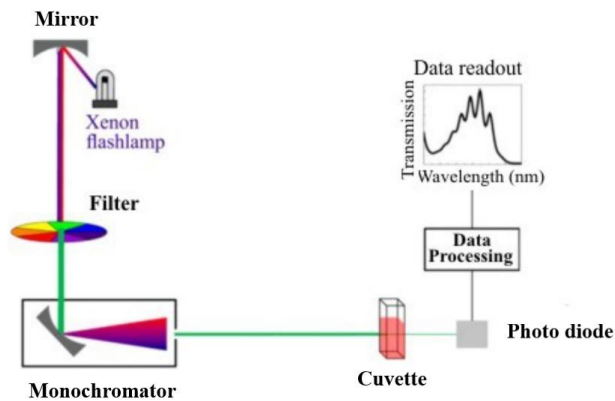 Mirror
Xenon
flashlamp
Filter
Monochromator
Cuvette
Photo diode
Data
Processing
Data readout
Transmission
Wavelength (nm)